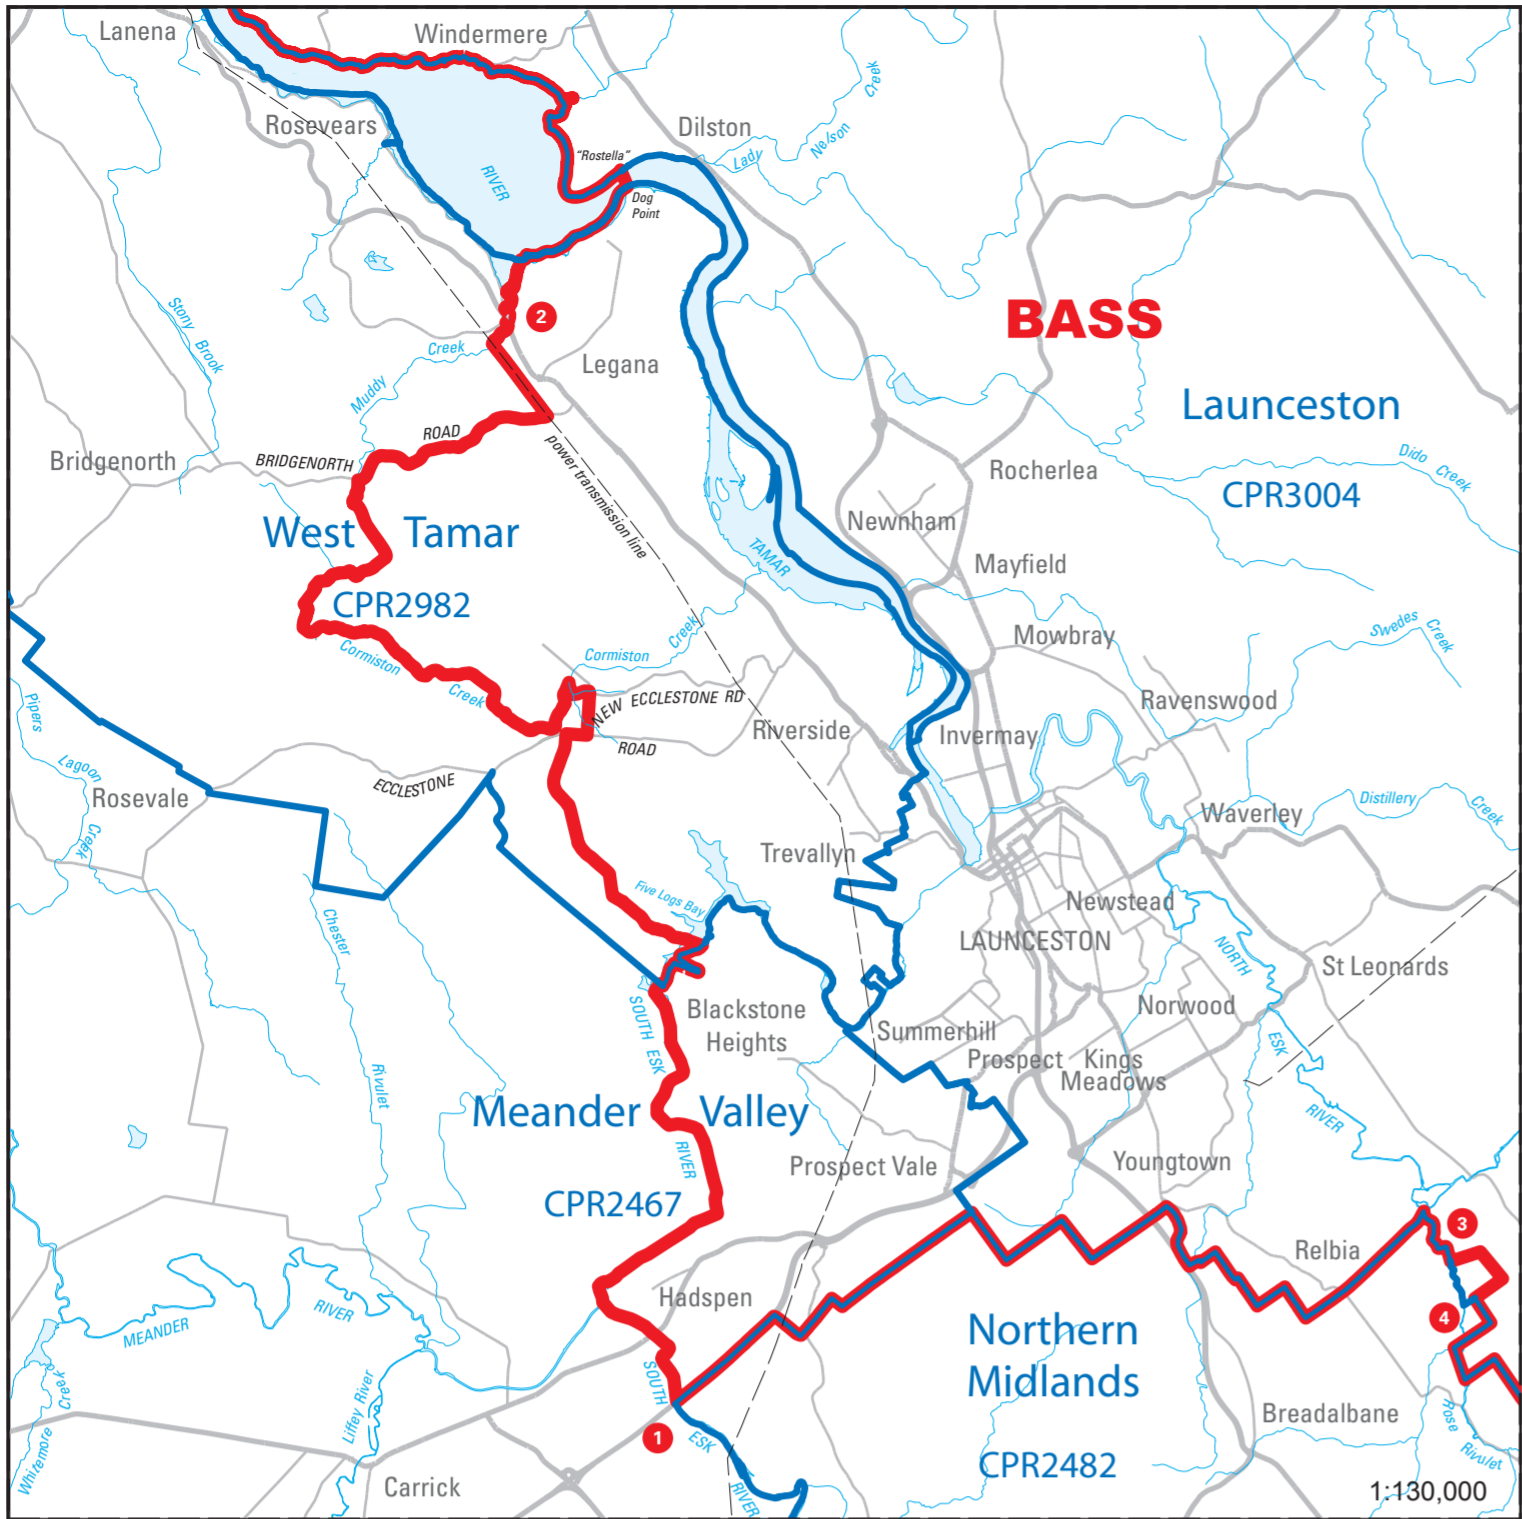 Lanena
Windermere
Creek
Rosevears
Dilston
Nelson
Lady
"Rostella"
RIVER
Dog
Point
Stony Brook
2
BASS
Creek
Legana
Muddy
Launceston
ROAD
Bridgenorth
BRIDGENORTH
power transmission line
Rocherlea
Dido Creek
CPR3004
West Tamar
Newnham
TAMAR
Mayfield
CPR2982
Creek
Mowbray
Swedes Creek
Cormiston
Cormiston
Creek
Pipers
NEW ECCLESTONE RD
Ravenswood
Riverside
Invermay
ROAD
Lagoon
Creek
ECCLESTONE
Rosevale
Distillery Creek
Waverley
Trevallyn
Five Logs Bay
Newstead
Chester
LAUNCESTON
NORTH
St Leonards
SOUTH ESK
Blackstone
Heights
Norwood
Summerhill
ESK
Prospect
Kings
Meadows
Rivulet
Meander Valley
RIVER
RIVER
Prospect Vale
Youngtown
CPR2467
3
Relbia
Hadspen
RIVER
MEANDER
4
Northern
Midlands
SOUTH
Creek
Liffey River
Breadalbane
Rose
Rivulet
1
ESK
Whitemore
CPR2482
RIVER
Carrick
1:130,000